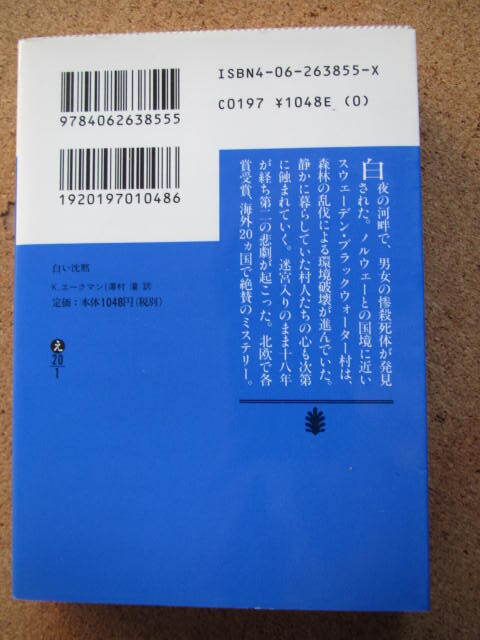 ISBN4-06-263855-X
C0197 ¥1048E (0)
9784062638555
1920197010486
白い沈黙
K.エークマン|澤村 灌 訳
定価：本体1048円(税別)
え
20
1
白夜の河畔で、男女の惨殺死体が発見
された。ノルウェーとの国境に近い
スウェーデン・ブラックウォーター村は、
森林の乱伐による環境破壊が進んでいた。
静かに暮らしていた村人たちの心も次第
に蝕まれていく。迷宮入りのまま十八年
が経ち第二の悲劇が起こった。北欧で各
賞受賞、海外20ヵ国で絶賛のミステリー。